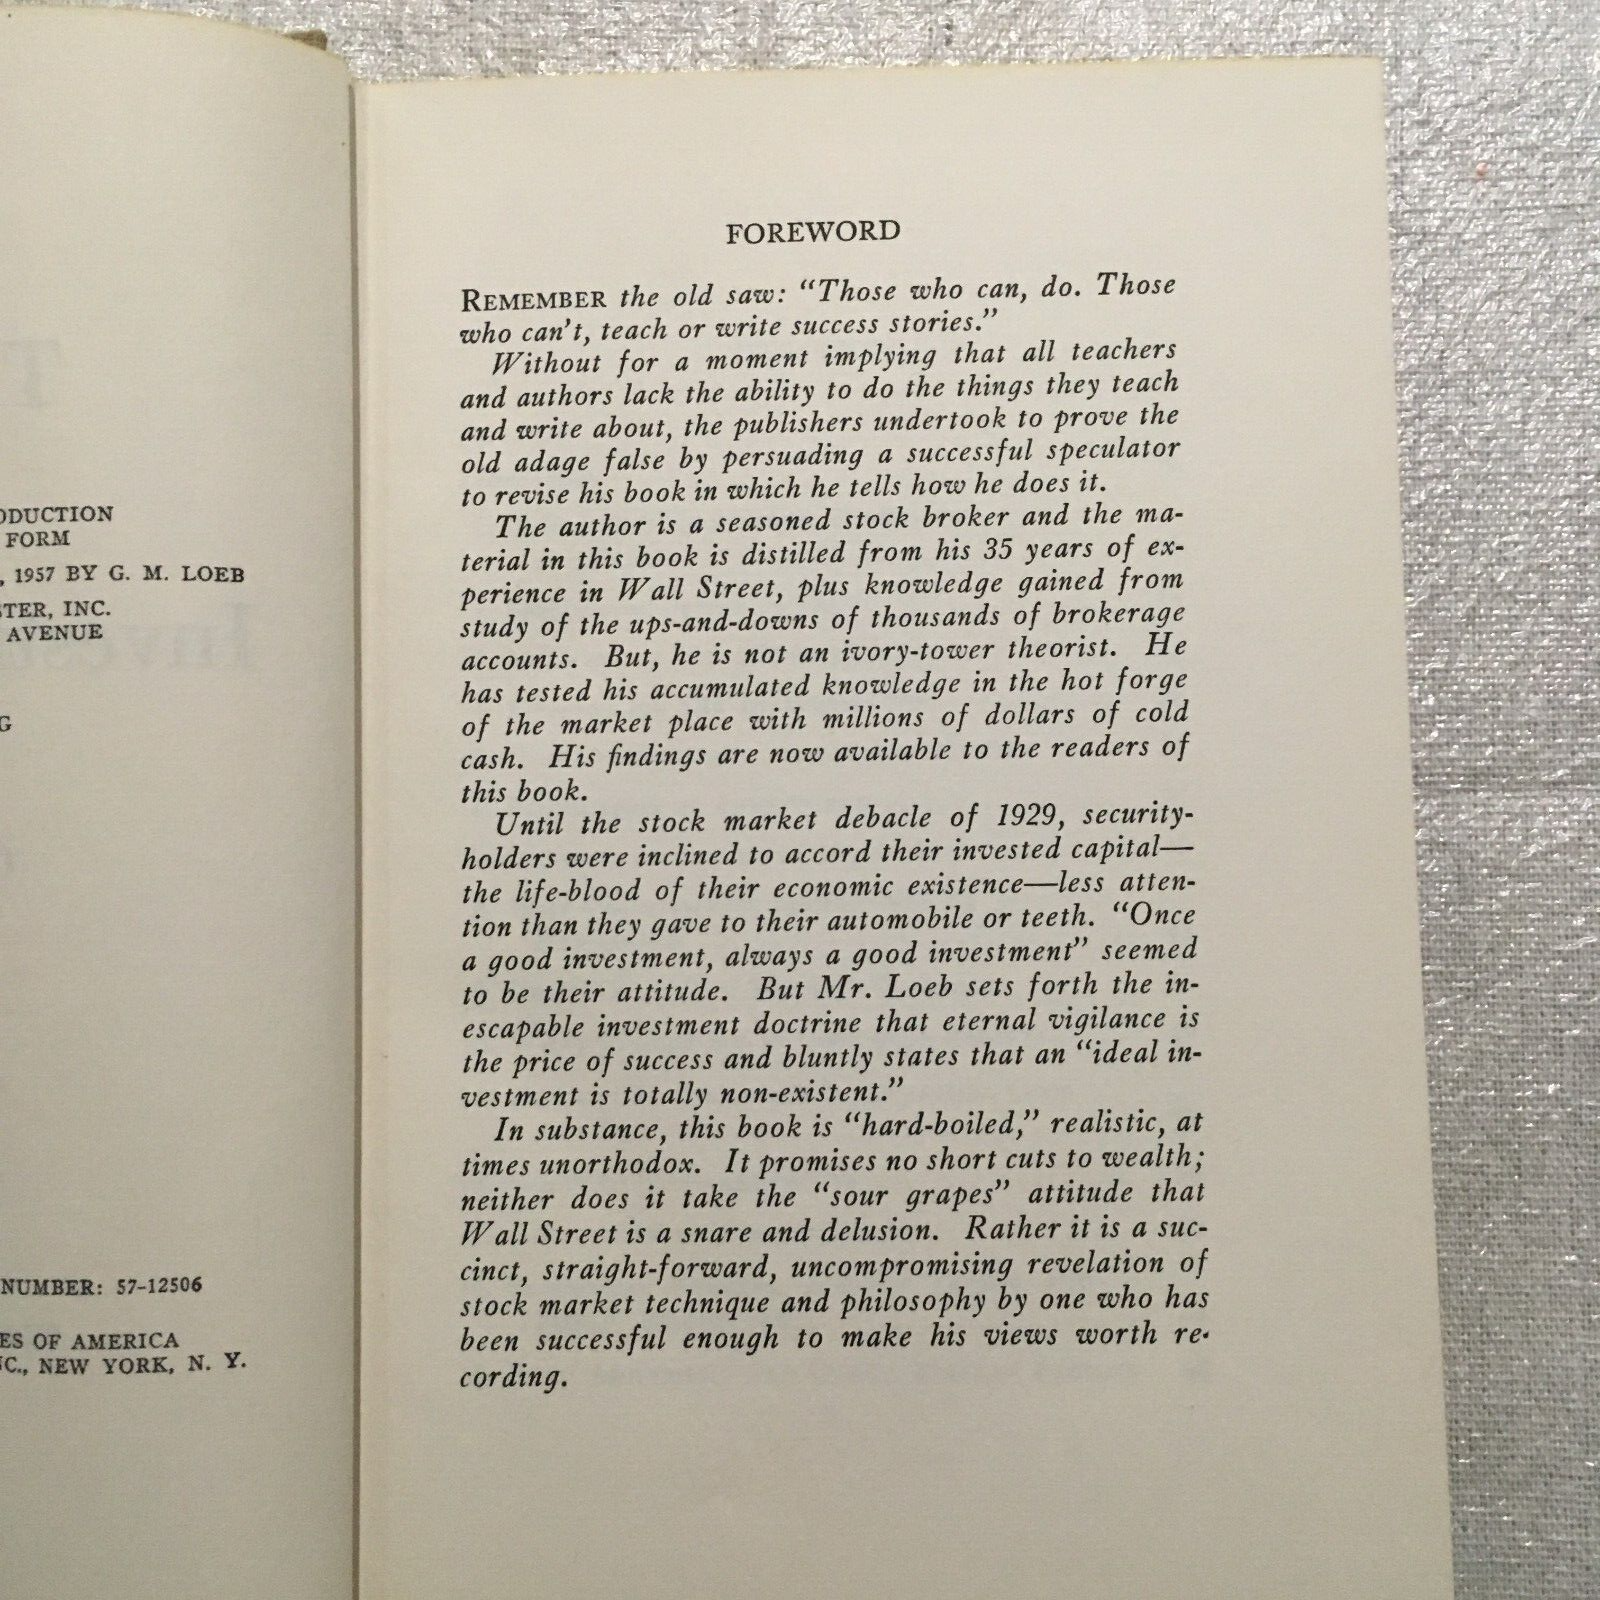 ODUCTION
FORM
, 1957 BY G. M. LOEB
STER, INC.
AVENUE
G
NUMBER: 57-12506
ES OF AMERICA
NC., NEW YORK, N. Y.
FOREWORD
REMEMBER the old saw: “Those who can, do. Those
who can't, teach or write success stories.”
Without for a moment implying that all teachers
and authors lack the ability to do the things they teach
and write about, the publishers undertook to prove the
old adage false by persuading a successful speculator
to revise his book in which he tells how he does it.
The author is a seasoned stock broker and the ma-
terial in this book is distilled from his 35 years of ex-
perience in Wall Street, plus knowledge gained from
study of the ups-and-downs of thousands of brokerage
accounts. But, he is not an ivory-tower theorist. He
has tested his accumulated knowledge in the hot forge
of the market place with millions of dollars of cold
cash. His findings are now available to the readers of
this book.
Until the stock market debacle of 1929, security-
holders were inclined to accord their invested capital—
the life-blood of their economic existence—less atten-
tion than they gave to their automobile or teeth. “Once
a good investment, always a good investment” seemed
to be their attitude. But Mr. Loeb sets forth the in-
escapable investment doctrine that eternal vigilance is
the price of success and bluntly states that an “ideal in-
vestment is totally non-existent.”
In substance, this book is “hard-boiled,” realistic, at
times unorthodox. It promises no short cuts to wealth;
neither does it take the “sour grapes” attitude that
Wall Street is a snare and delusion. Rather it is a suc-
cinct, straight-forward, uncompromising revelation of
stock market technique and philosophy by one who has
been successful enough to make his views worth re-
cording.